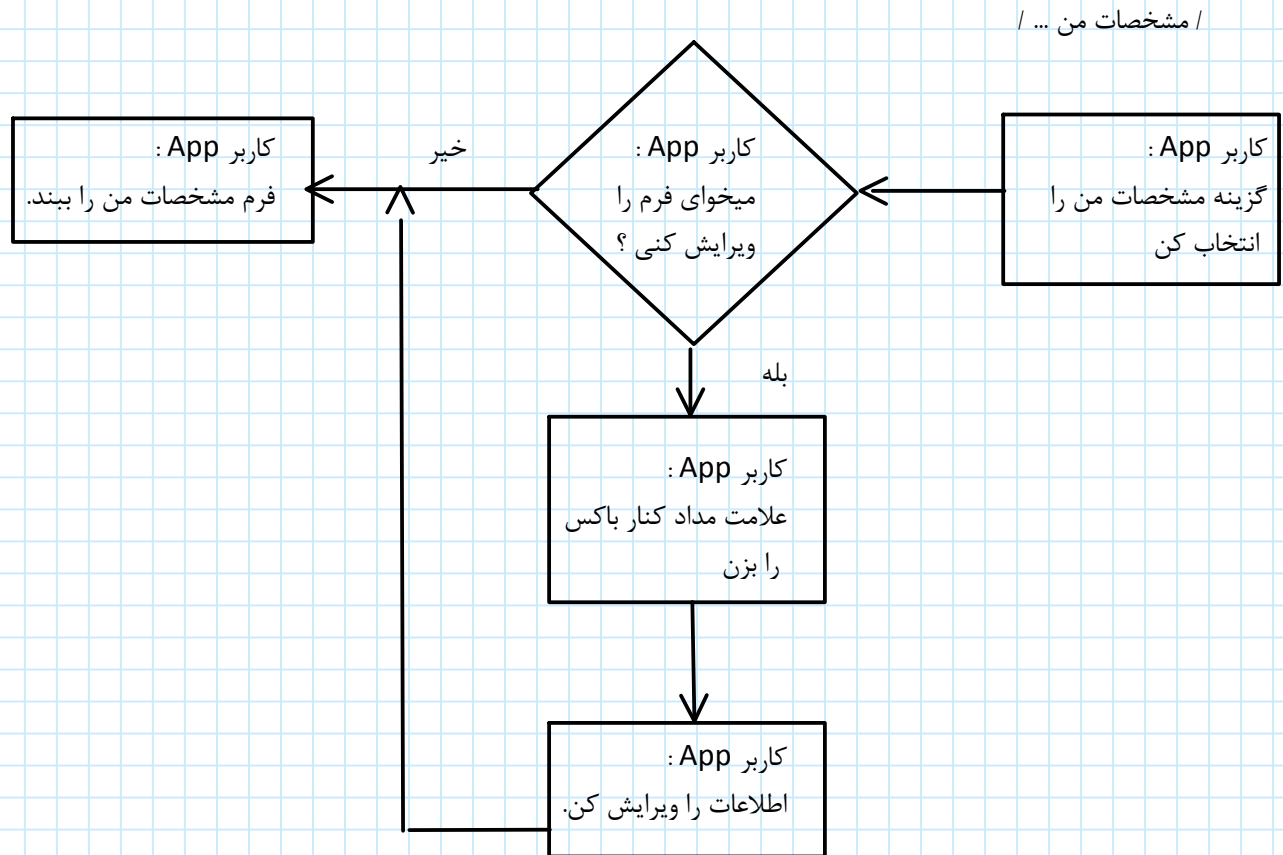 / مشخصات من ... /
کاربر App :
گزینه مشخصات من را
انتخاب کن
کاربر App :
میخوای فرم را
ویرایش کنی ؟
خیر
کاربر App :
فرم مشخصات من را ببند.
بله
کاربر App :
علامت مداد کنار باکس
را بزن
کاربر App :
اطلاعات را ویرایش کن.